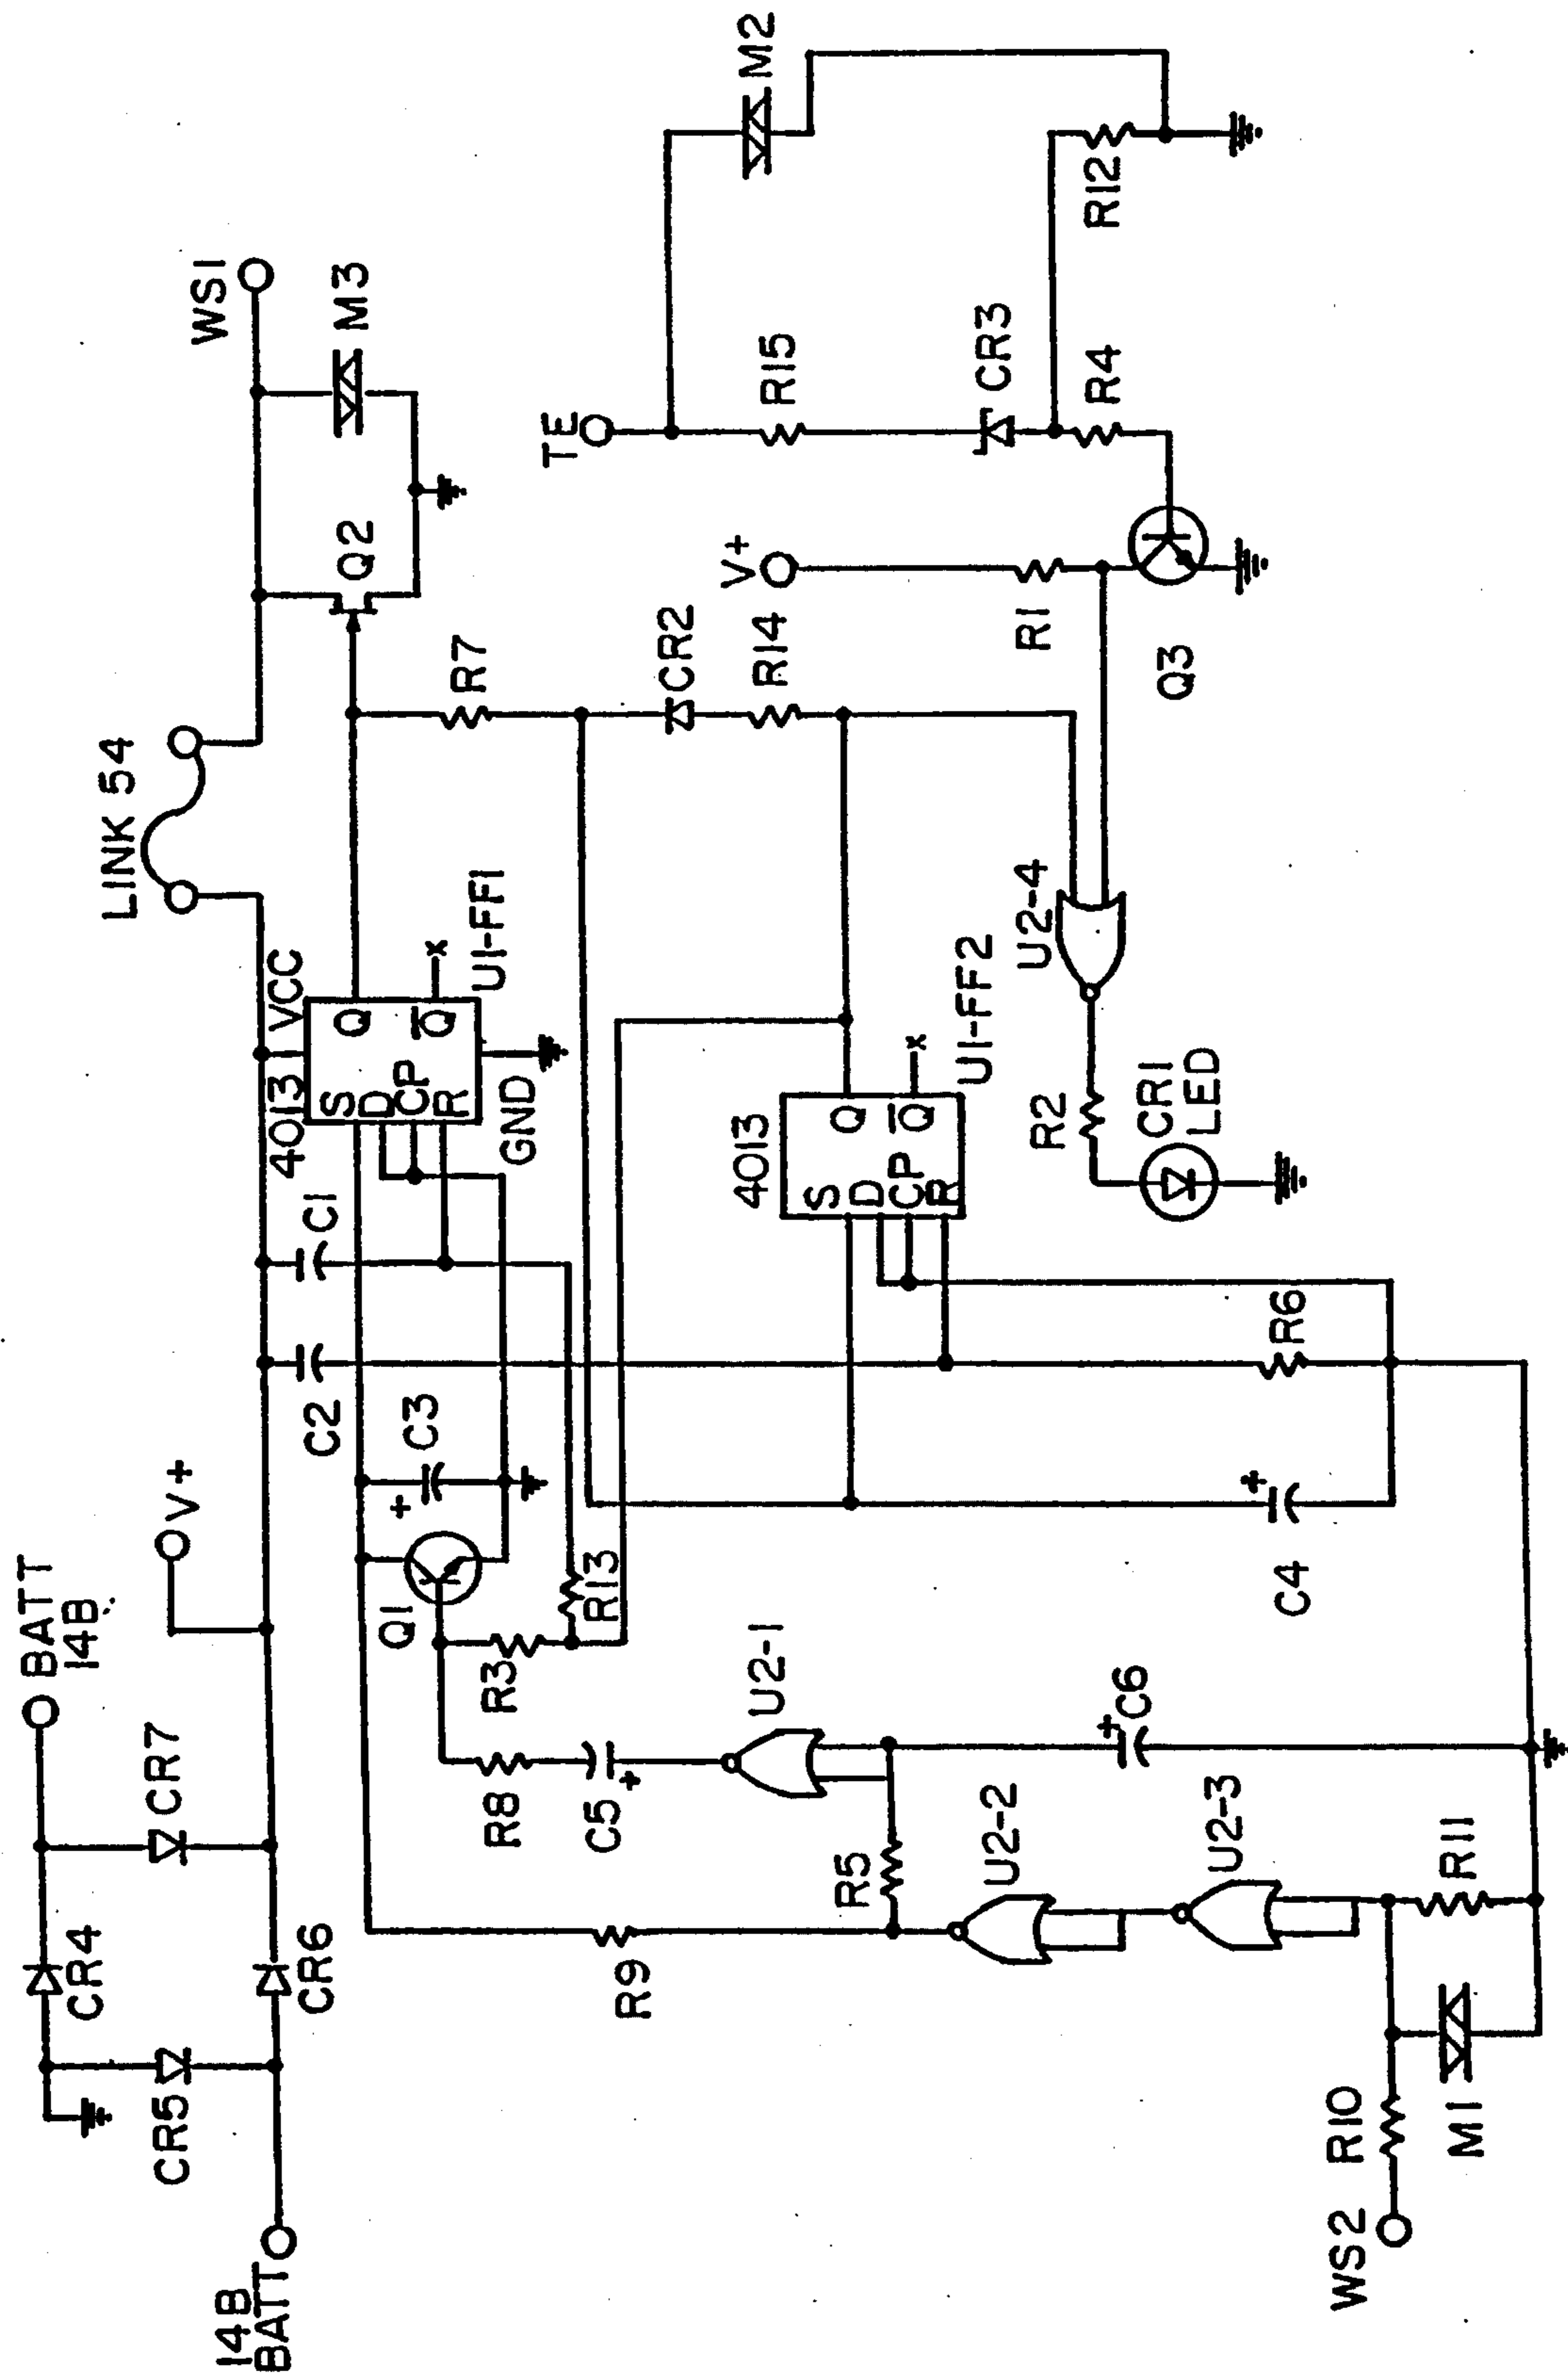 14B
BATT
CR5
CR4
CR6
BATT
14B
CR7
V+
LINK 54
WS1
M3
Q2
C2
C1
4013 VCC
S
D
CP
R
Q
Q
x
U1-FF1
GND
Q1
+
C3
R7
TE
M2
R9
R8
R3
R13
C5
+
U2-1
R5
4013
S
D
CP
R
Q
Q
x
U1-FF2
CR2
R14
V+
R15
CR3
R12
R4
R1
Q3
U2-2
U2-3
+
C6
C4
+
R6
R2
CR1
LED
U2-4
WS2
R10
M1
R11